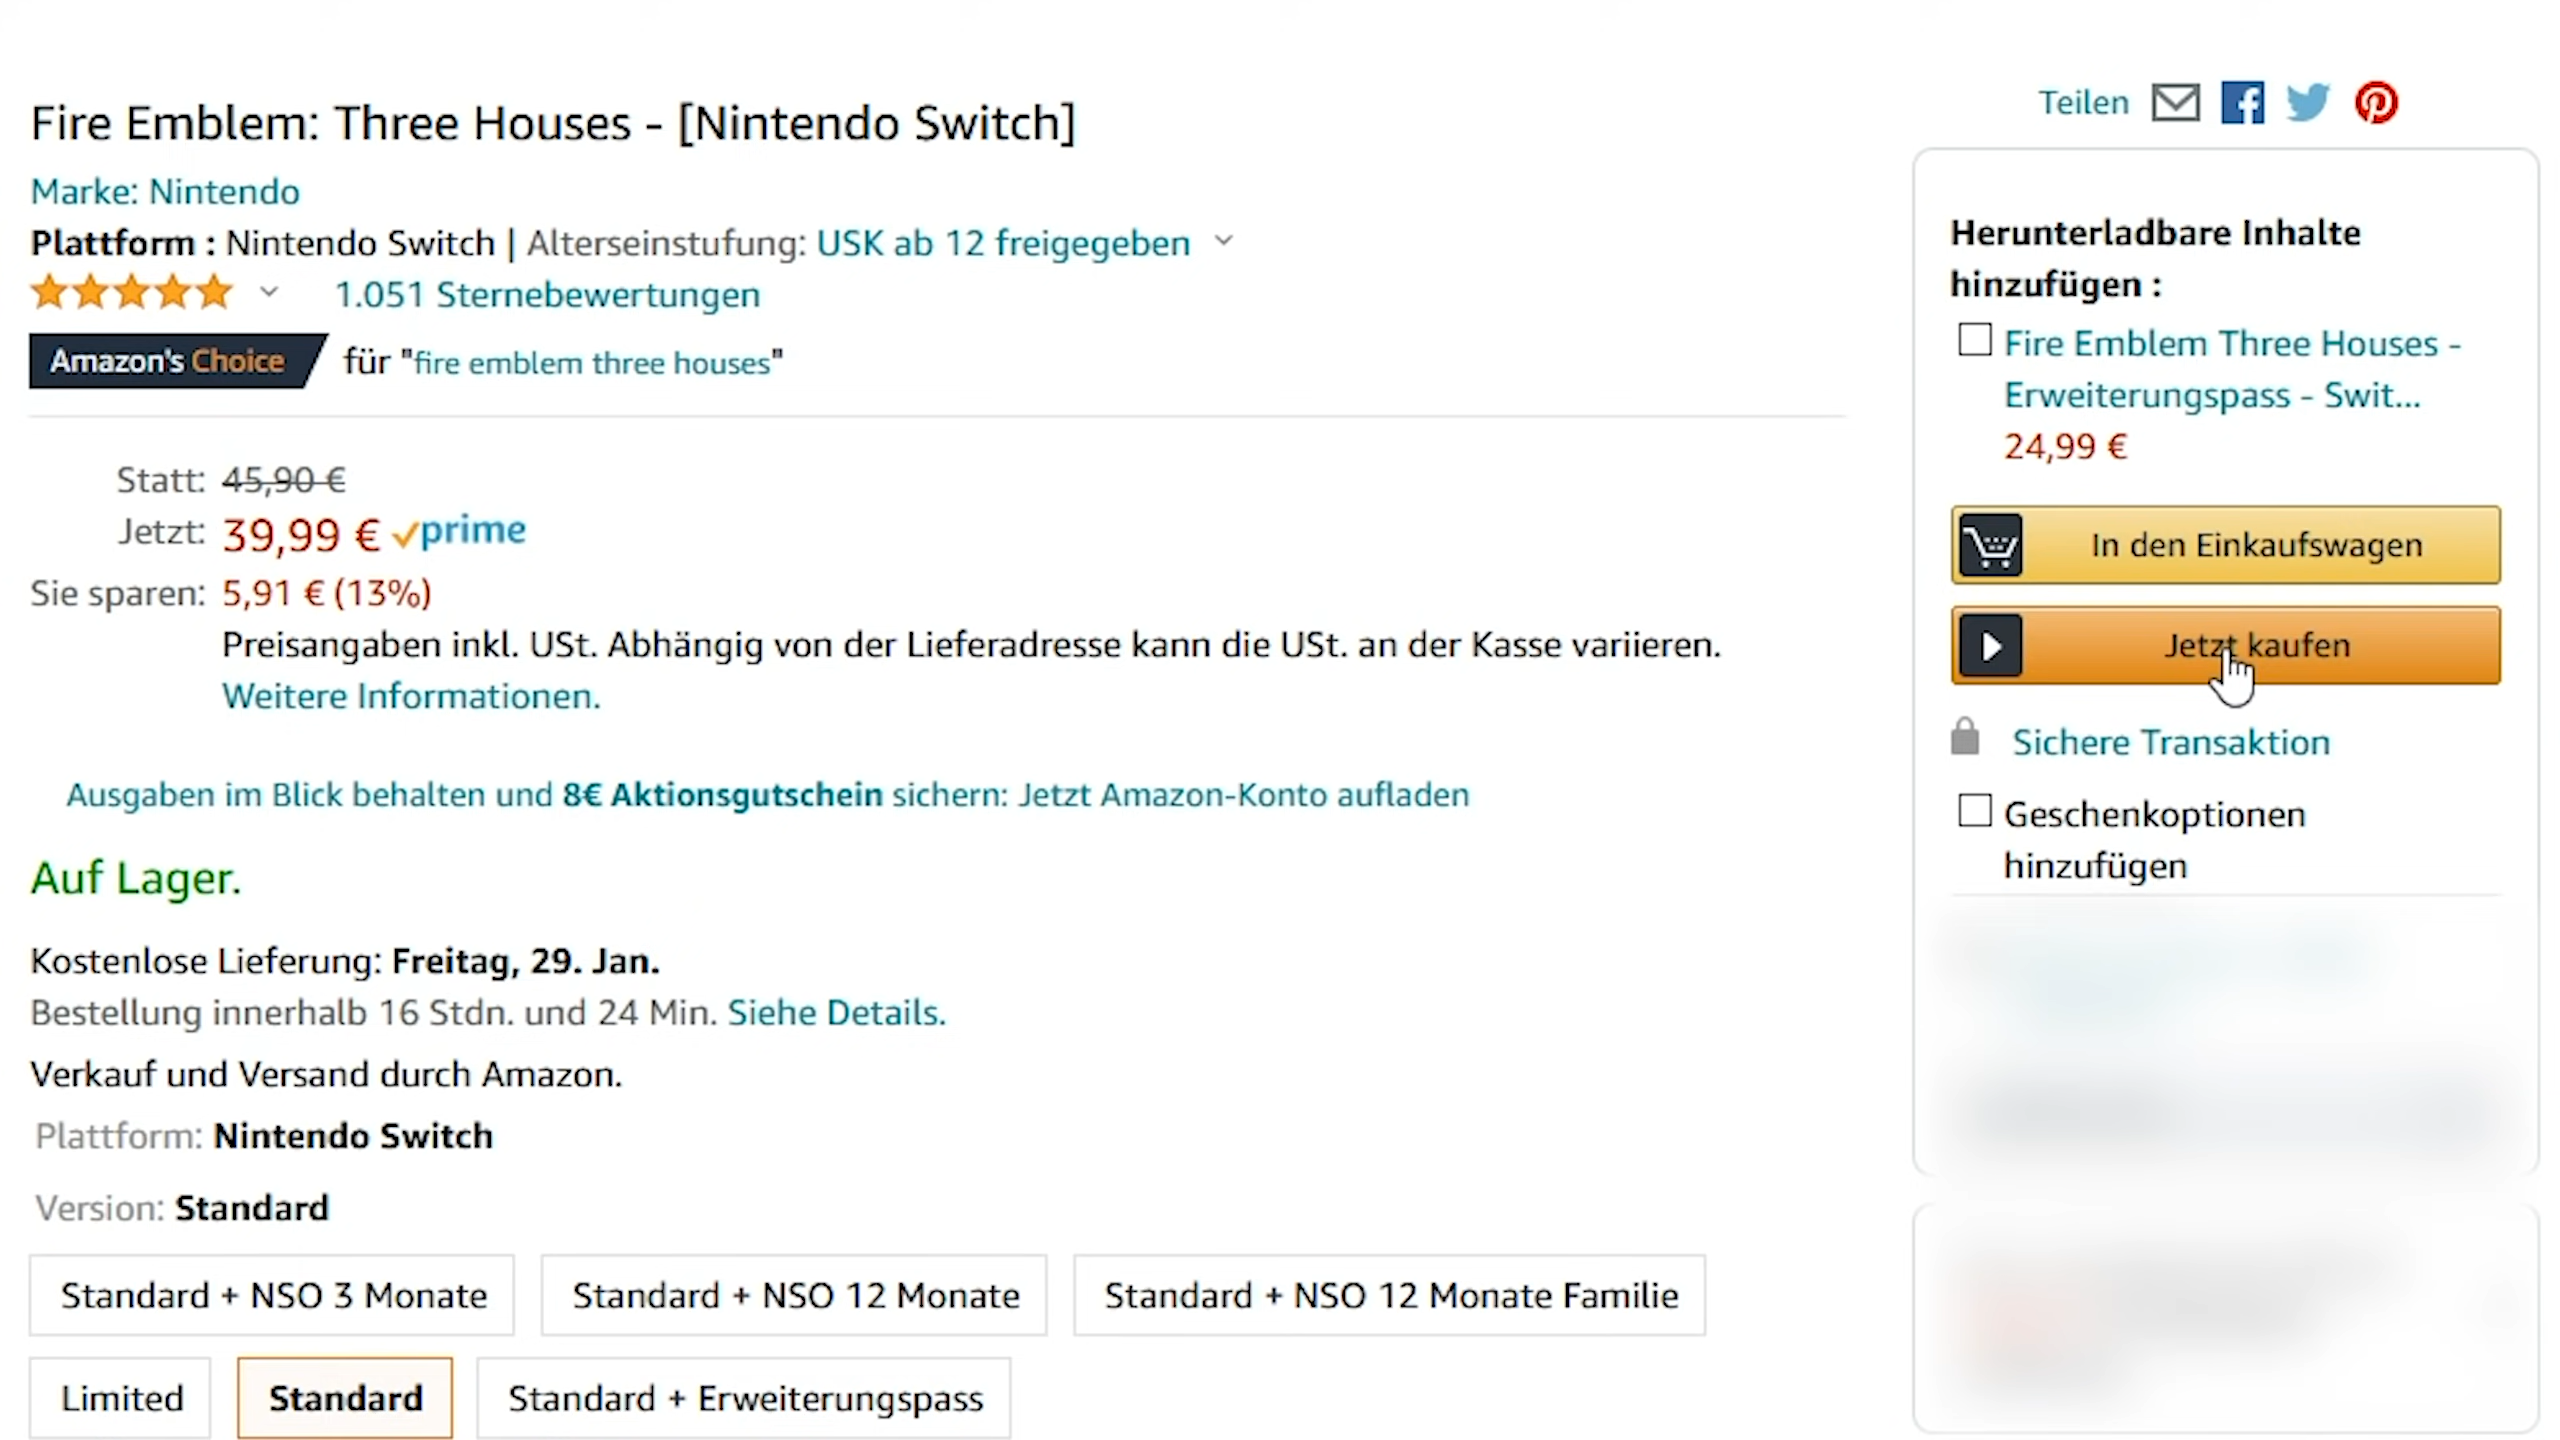 Fire Emblem: Three Houses - [Nintendo Switch]
Marke: Nintendo
Plattform : Nintendo Switch | Alterseinstufung: USK ab 12 freigegeben
1.051 Sternebewertungen
Amazon's Choice für "fire emblem three houses"
Statt: 45,90 €
Jetzt: 39,99 € prime
Sie sparen: 5,91 € (13%)
Preisangaben inkl. USt. Abhängig von der Lieferadresse kann die USt. an der Kasse variieren.
Weitere Informationen.
Ausgaben im Blick behalten und 8€ Aktionsgutschein sichern: Jetzt Amazon-Konto aufladen
Auf Lager.
Kostenlose Lieferung: Freitag, 29. Jan.
Bestellung innerhalb 16 Stdn. und 24 Min. Siehe Details.
Verkauf und Versand durch Amazon.
Plattform: Nintendo Switch
Version: Standard
Standard + NSO 3 Monate
Standard + NSO 12 Monate
Standard + NSO 12 Monate Familie
Limited
Standard
Standard + Erweiterungspass
Teilen
Herunterladbare Inhalte
hinzufügen :
Fire Emblem Three Houses -
Erweiterungspass - Swit...
24,99 €
In den Einkaufswagen
Jetzt kaufen
Sichere Transaktion
Geschenkoptionen
hinzufügen